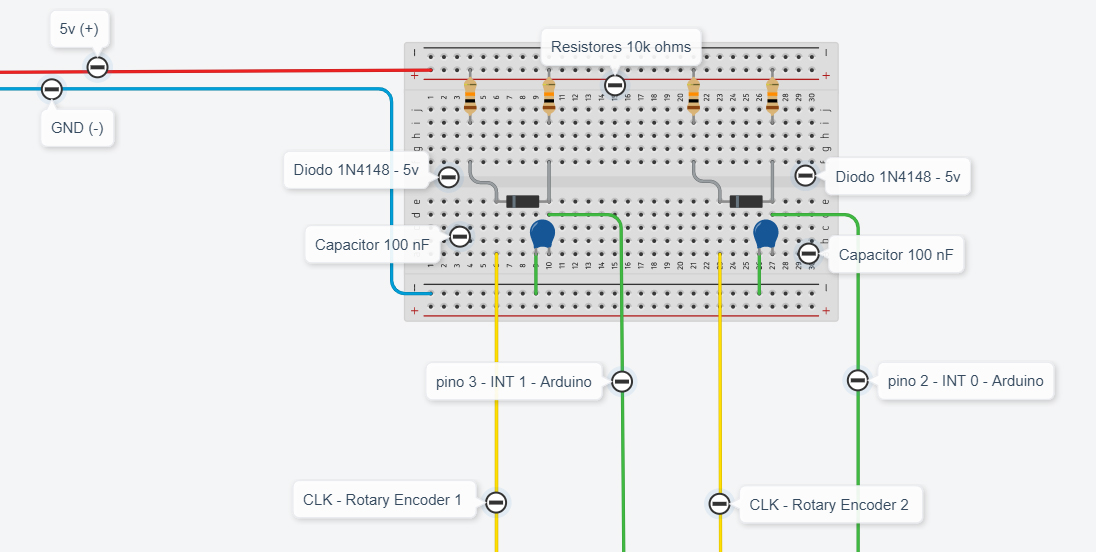 5v (+)
Resistores 10k ohms
GND (-)
Diodo 1N4148 - 5v
Diodo 1N4148 - 5v
Capacitor 100 nF
Capacitor 100 nF
pino 3 - INT 1 - Arduino
pino 2 - INT 0 - Arduino
CLK - Rotary Encoder 1
CLK - Rotary Encoder 2